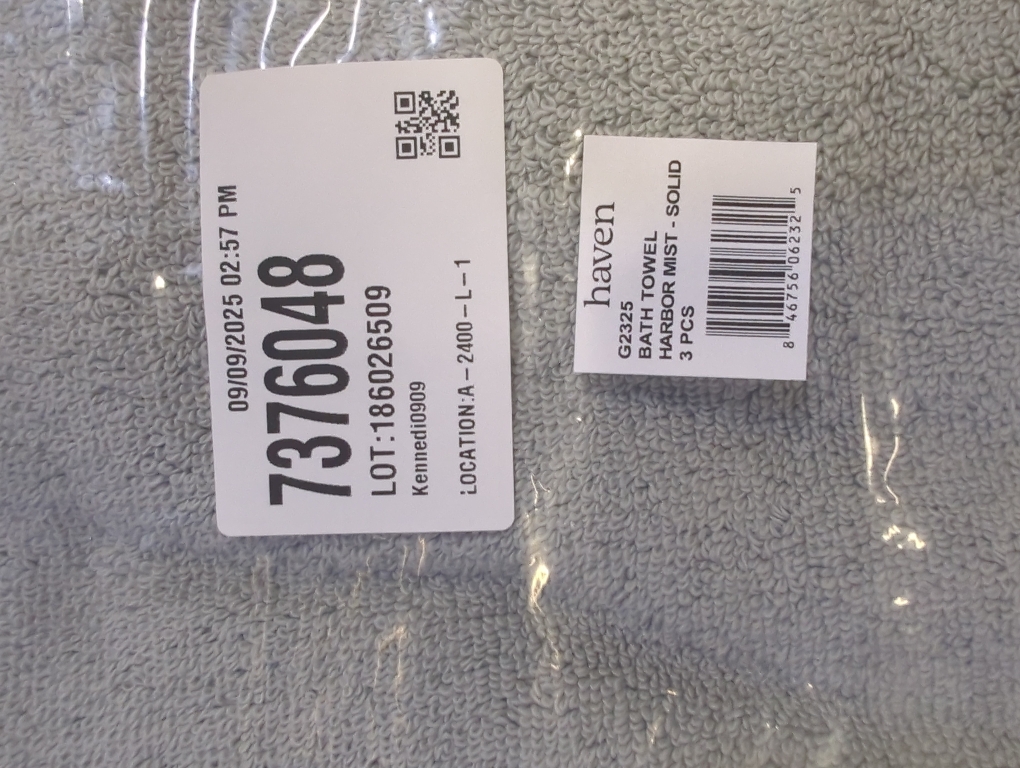 09/09/2025 02:57 PM
7376048
LOT:186026509
Kennedi0909
LOCATION:A-2400-L-1
haven
G2325
BATH TOWEL
HARBOR MIST - SOLID
3 PCS
8 46756 06232 5